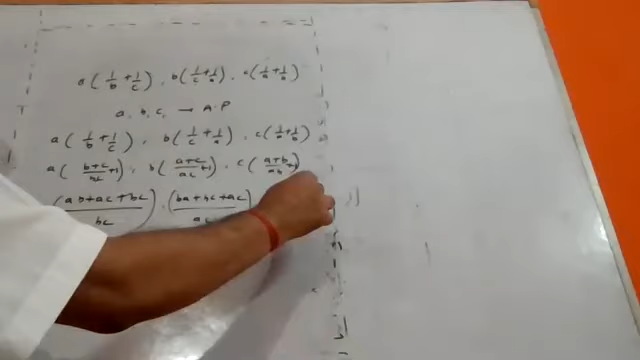 a ( 1/b + 1/c ) , b ( 1/c + 1/a ) , c ( 1/a + 1/b )
a, b, c, → A.P
a ( 1/b + 1/c ) , b ( 1/c + 1/a ) , c ( 1/a + 1/b )
a ( b+c/bc +1 ) , b ( a+c/ac +1 ) , c ( a+b/ab +1 )
( ab+ac+bc / bc ) , ( ba+bc+ac / ac